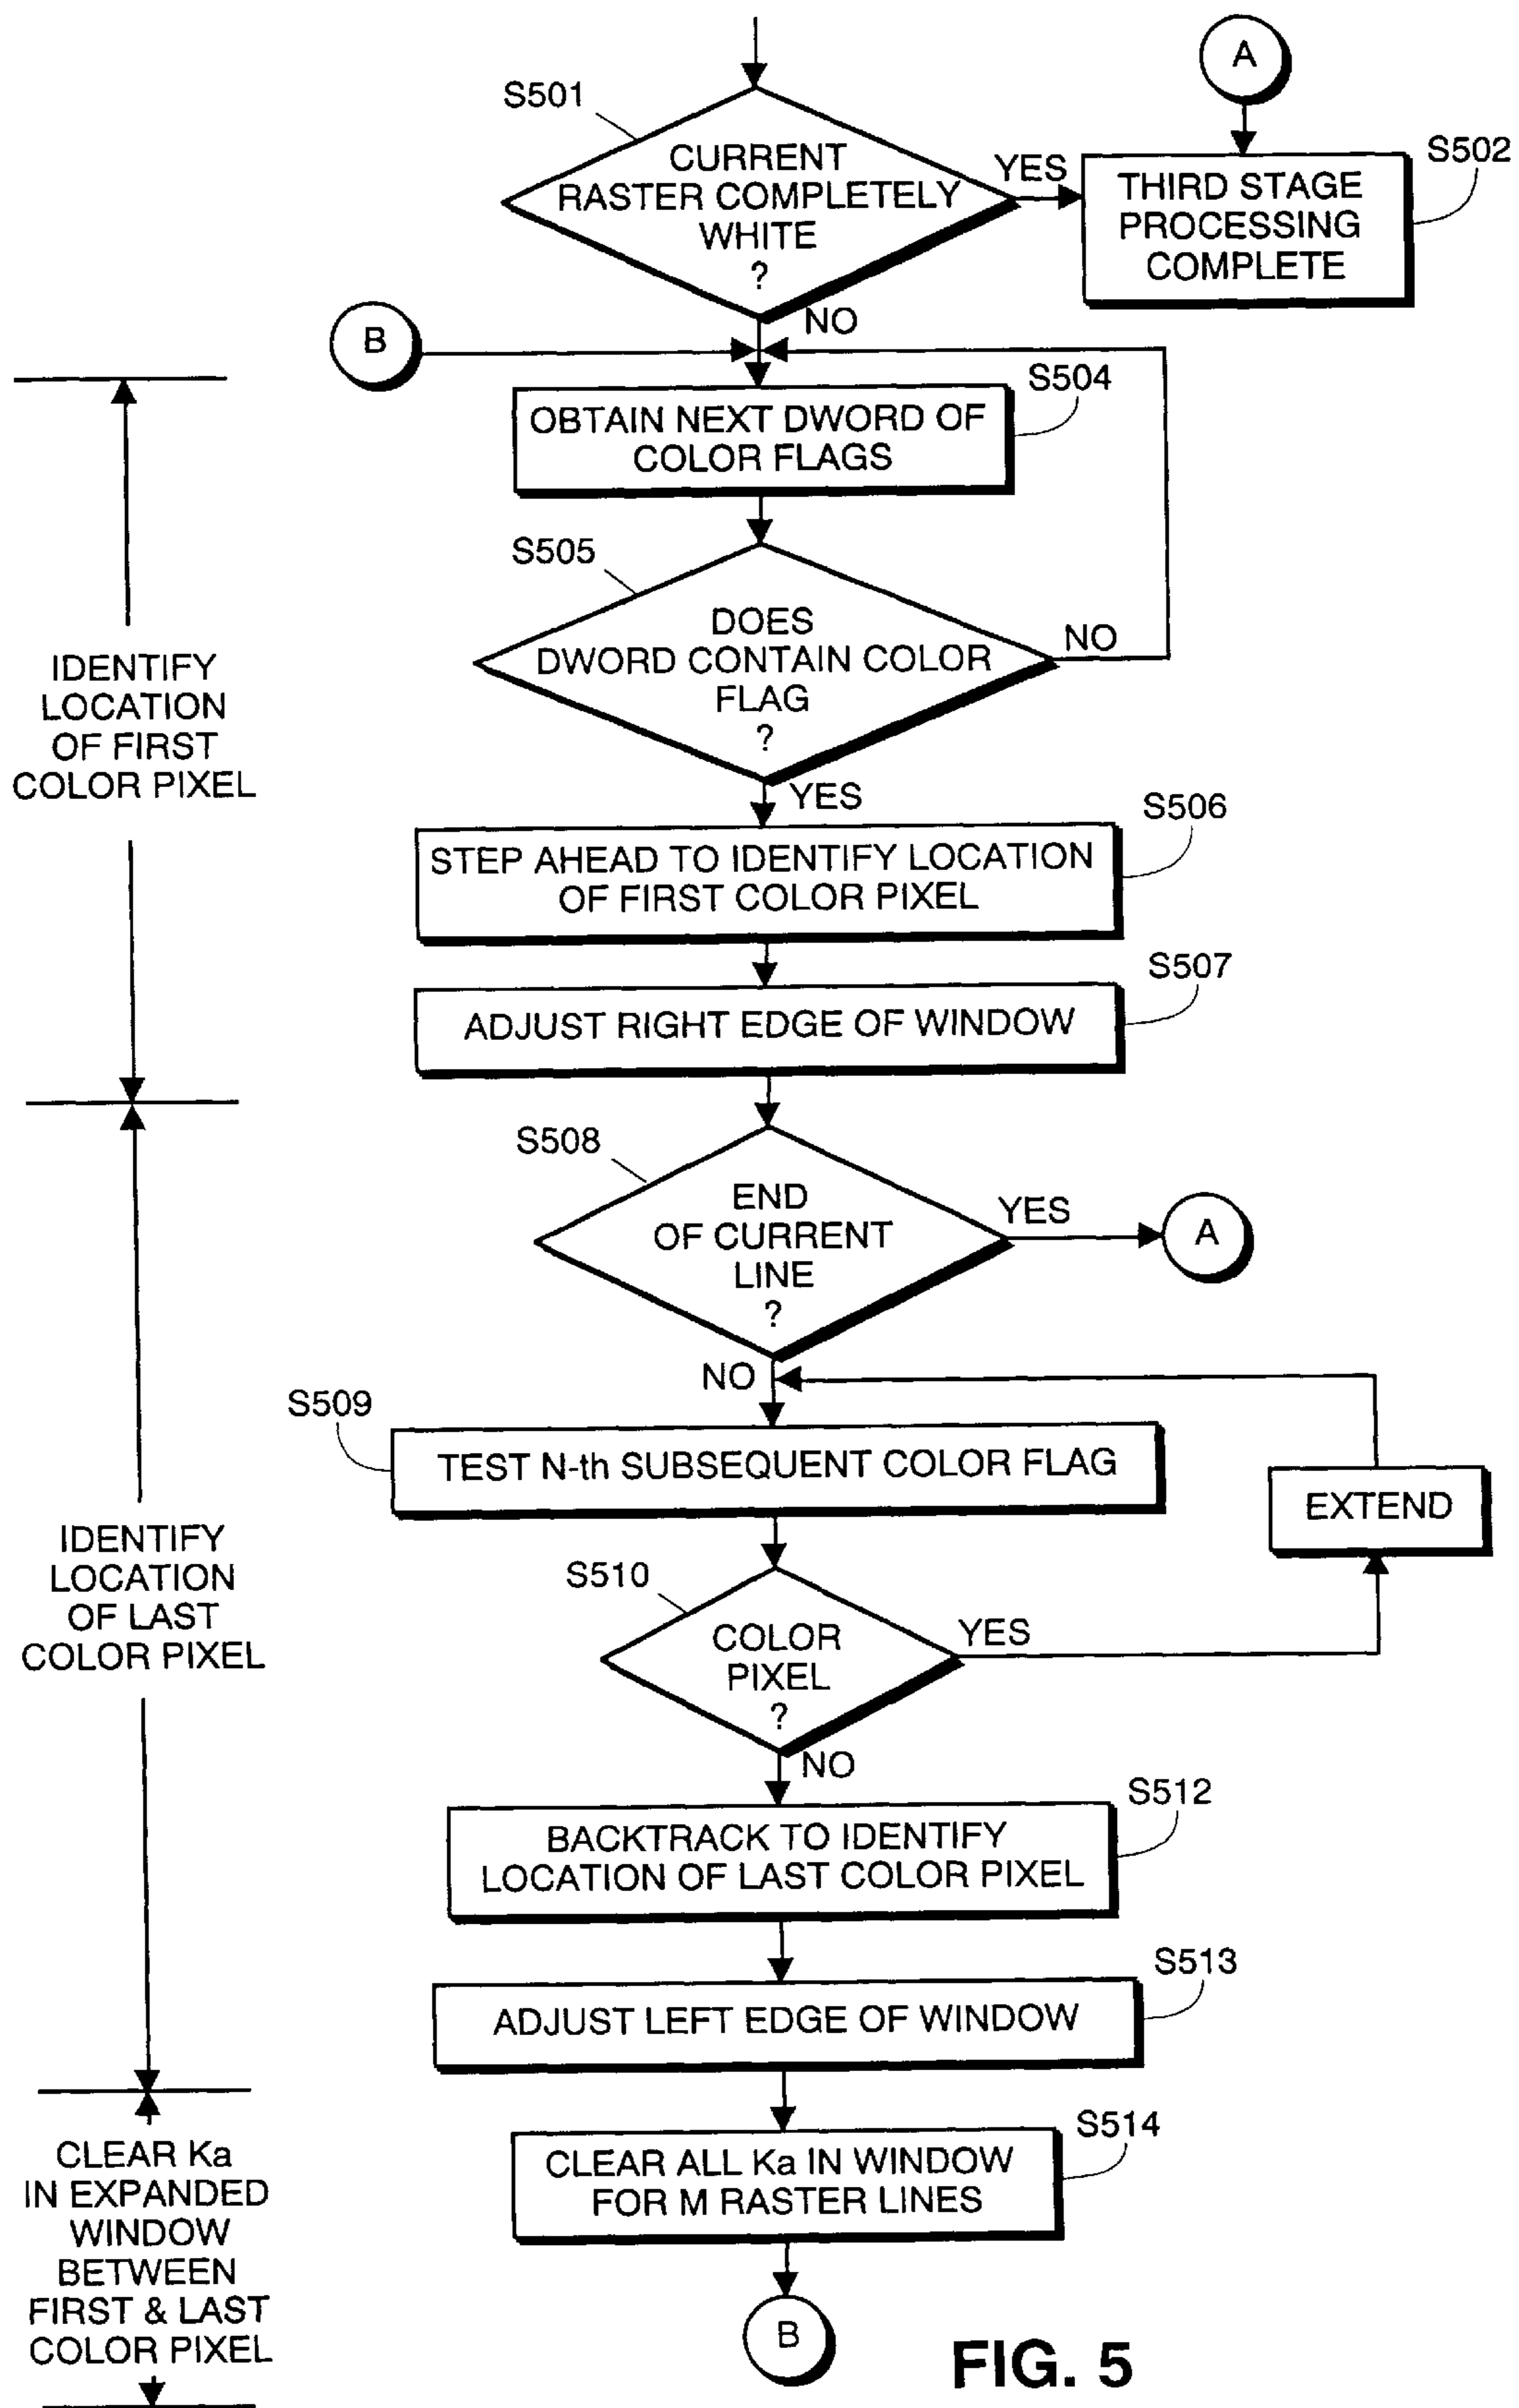 A
S501
CURRENT
RASTER COMPLETELY
WHITE
?
YES
S502
THIRD STAGE
PROCESSING
COMPLETE
NO
B
S504
OBTAIN NEXT DWORD OF
COLOR FLAGS
S505
DOES
DWORD CONTAIN COLOR
FLAG
?
NO
YES
IDENTIFY
LOCATION
OF FIRST
COLOR PIXEL
S506
STEP AHEAD TO IDENTIFY LOCATION
OF FIRST COLOR PIXEL
S507
ADJUST RIGHT EDGE OF WINDOW
S508
END
OF CURRENT
LINE
?
YES
A
NO
S509
TEST N-th SUBSEQUENT COLOR FLAG
EXTEND
IDENTIFY
LOCATION
OF LAST
COLOR PIXEL
S510
COLOR
PIXEL
?
YES
NO
S512
BACKTRACK TO IDENTIFY
LOCATION OF LAST COLOR PIXEL
S513
ADJUST LEFT EDGE OF WINDOW
S514
CLEAR ALL Ka IN WINDOW
FOR M RASTER LINES
CLEAR Ka
IN EXPANDED
WINDOW
BETWEEN
FIRST & LAST
COLOR PIXEL
B
FIG. 5